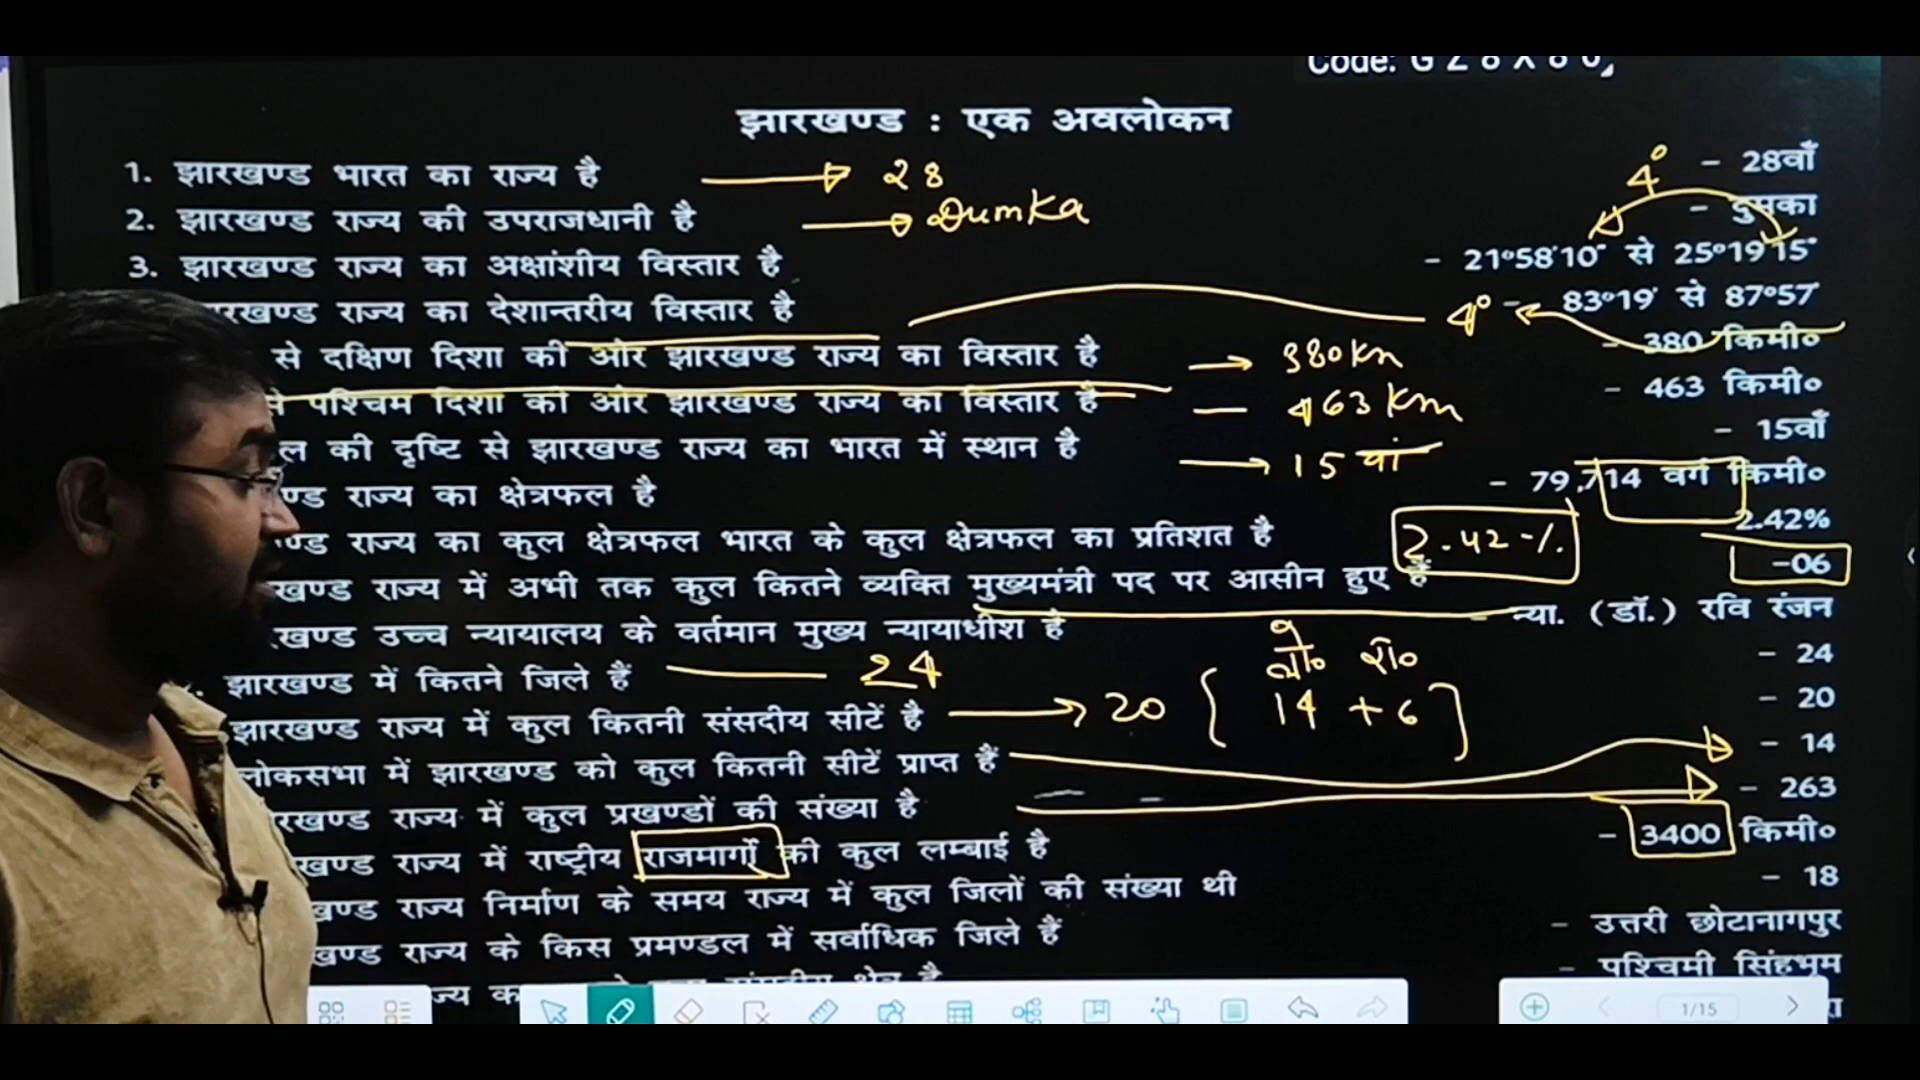 Code: G Z 8 X 6 0
झारखण्ड : एक अवलोकन
1. झारखण्ड भारत का राज्य है → 28 – 28वाँ
4°
2. झारखण्ड राज्य की उपराजधानी है → Dumka – दुमका
3. झारखण्ड राज्य का अक्षांशीय विस्तार है – 21°58'10" से 25°19'15"
रखण्ड राज्य का देशान्तरीय विस्तार है 4° – 83°19' से 87°57'
से दक्षिण दिशा की ओर झारखण्ड राज्य का विस्तार है → 380 Km – 380 किमी०
पश्चिम दिशा की ओर झारखण्ड राज्य का विस्तार है — 463 Km – 463 किमी०
ल की दृष्टि से झारखण्ड राज्य का भारत में स्थान है → 15 वां – 15वाँ
ण्ड राज्य का क्षेत्रफल है – 79,714 वर्ग किमी०
ण्ड राज्य का कुल क्षेत्रफल भारत के कुल क्षेत्रफल का प्रतिशत है 2.42% 2.42%
खण्ड राज्य में अभी तक कुल कितने व्यक्ति मुख्यमंत्री पद पर आसीन हुए हैं –06
खण्ड उच्च न्यायालय के वर्तमान मुख्य न्यायाधीश है – न्या. (डॉ.) रवि रंजन
झारखण्ड में कितने जिले हैं — 24 – 24
लो० रा०
झारखण्ड राज्य में कुल कितनी संसदीय सीटें है → 20 { 14 + 6 ] – 20
लोकसभा में झारखण्ड को कुल कितनी सीटें प्राप्त हैं – 14
रखण्ड राज्य में कुल प्रखण्डों की संख्या है – 263
खण्ड राज्य में राष्ट्रीय राजमार्गों की कुल लम्बाई है – 3400 किमी०
खण्ड राज्य निर्माण के समय राज्य में कुल जिलों की संख्या थी – 18
खण्ड राज्य के किस प्रमण्डल में सर्वाधिक जिले हैं – उत्तरी छोटानागपुर
– पश्चिमी सिंहभूम
1/15